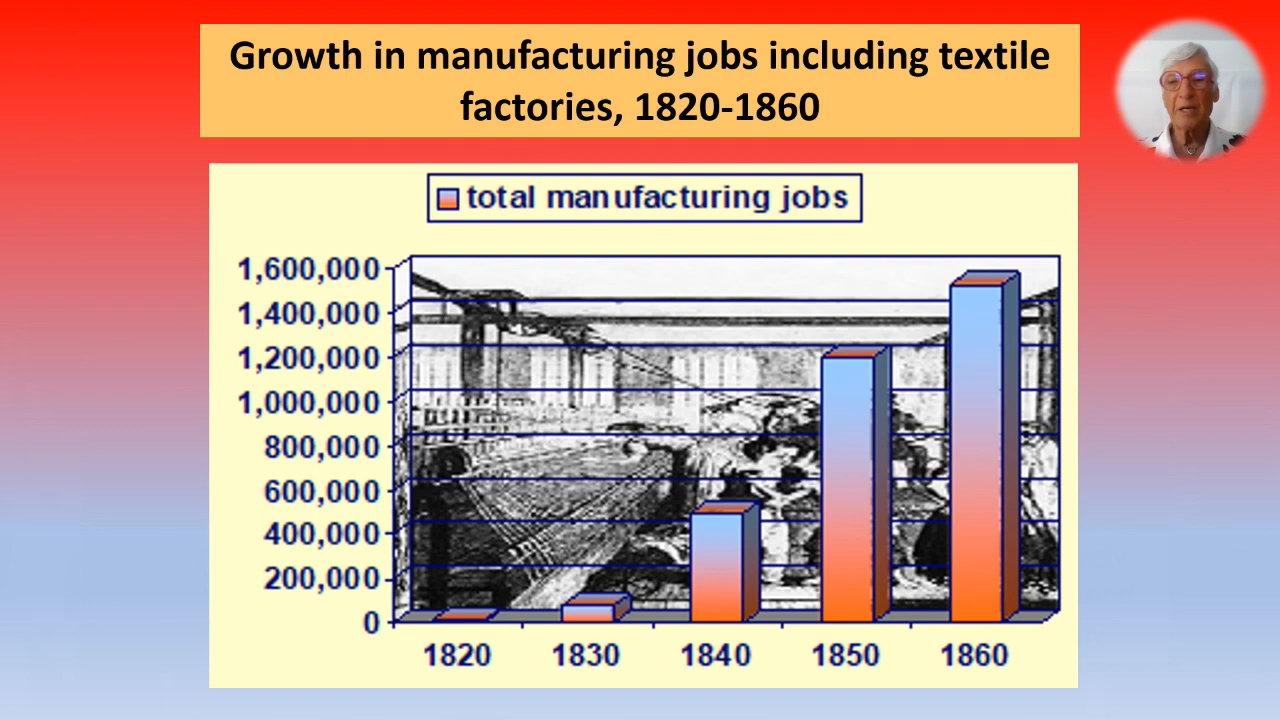 Growth in manufacturing jobs including textile
factories, 1820-1860
total manufacturing jobs
1,600,000
1,400,000
1,200,000
1,000,000
800,000
600,000
400,000
200,000
0
1820 1830 1840 1850 1860